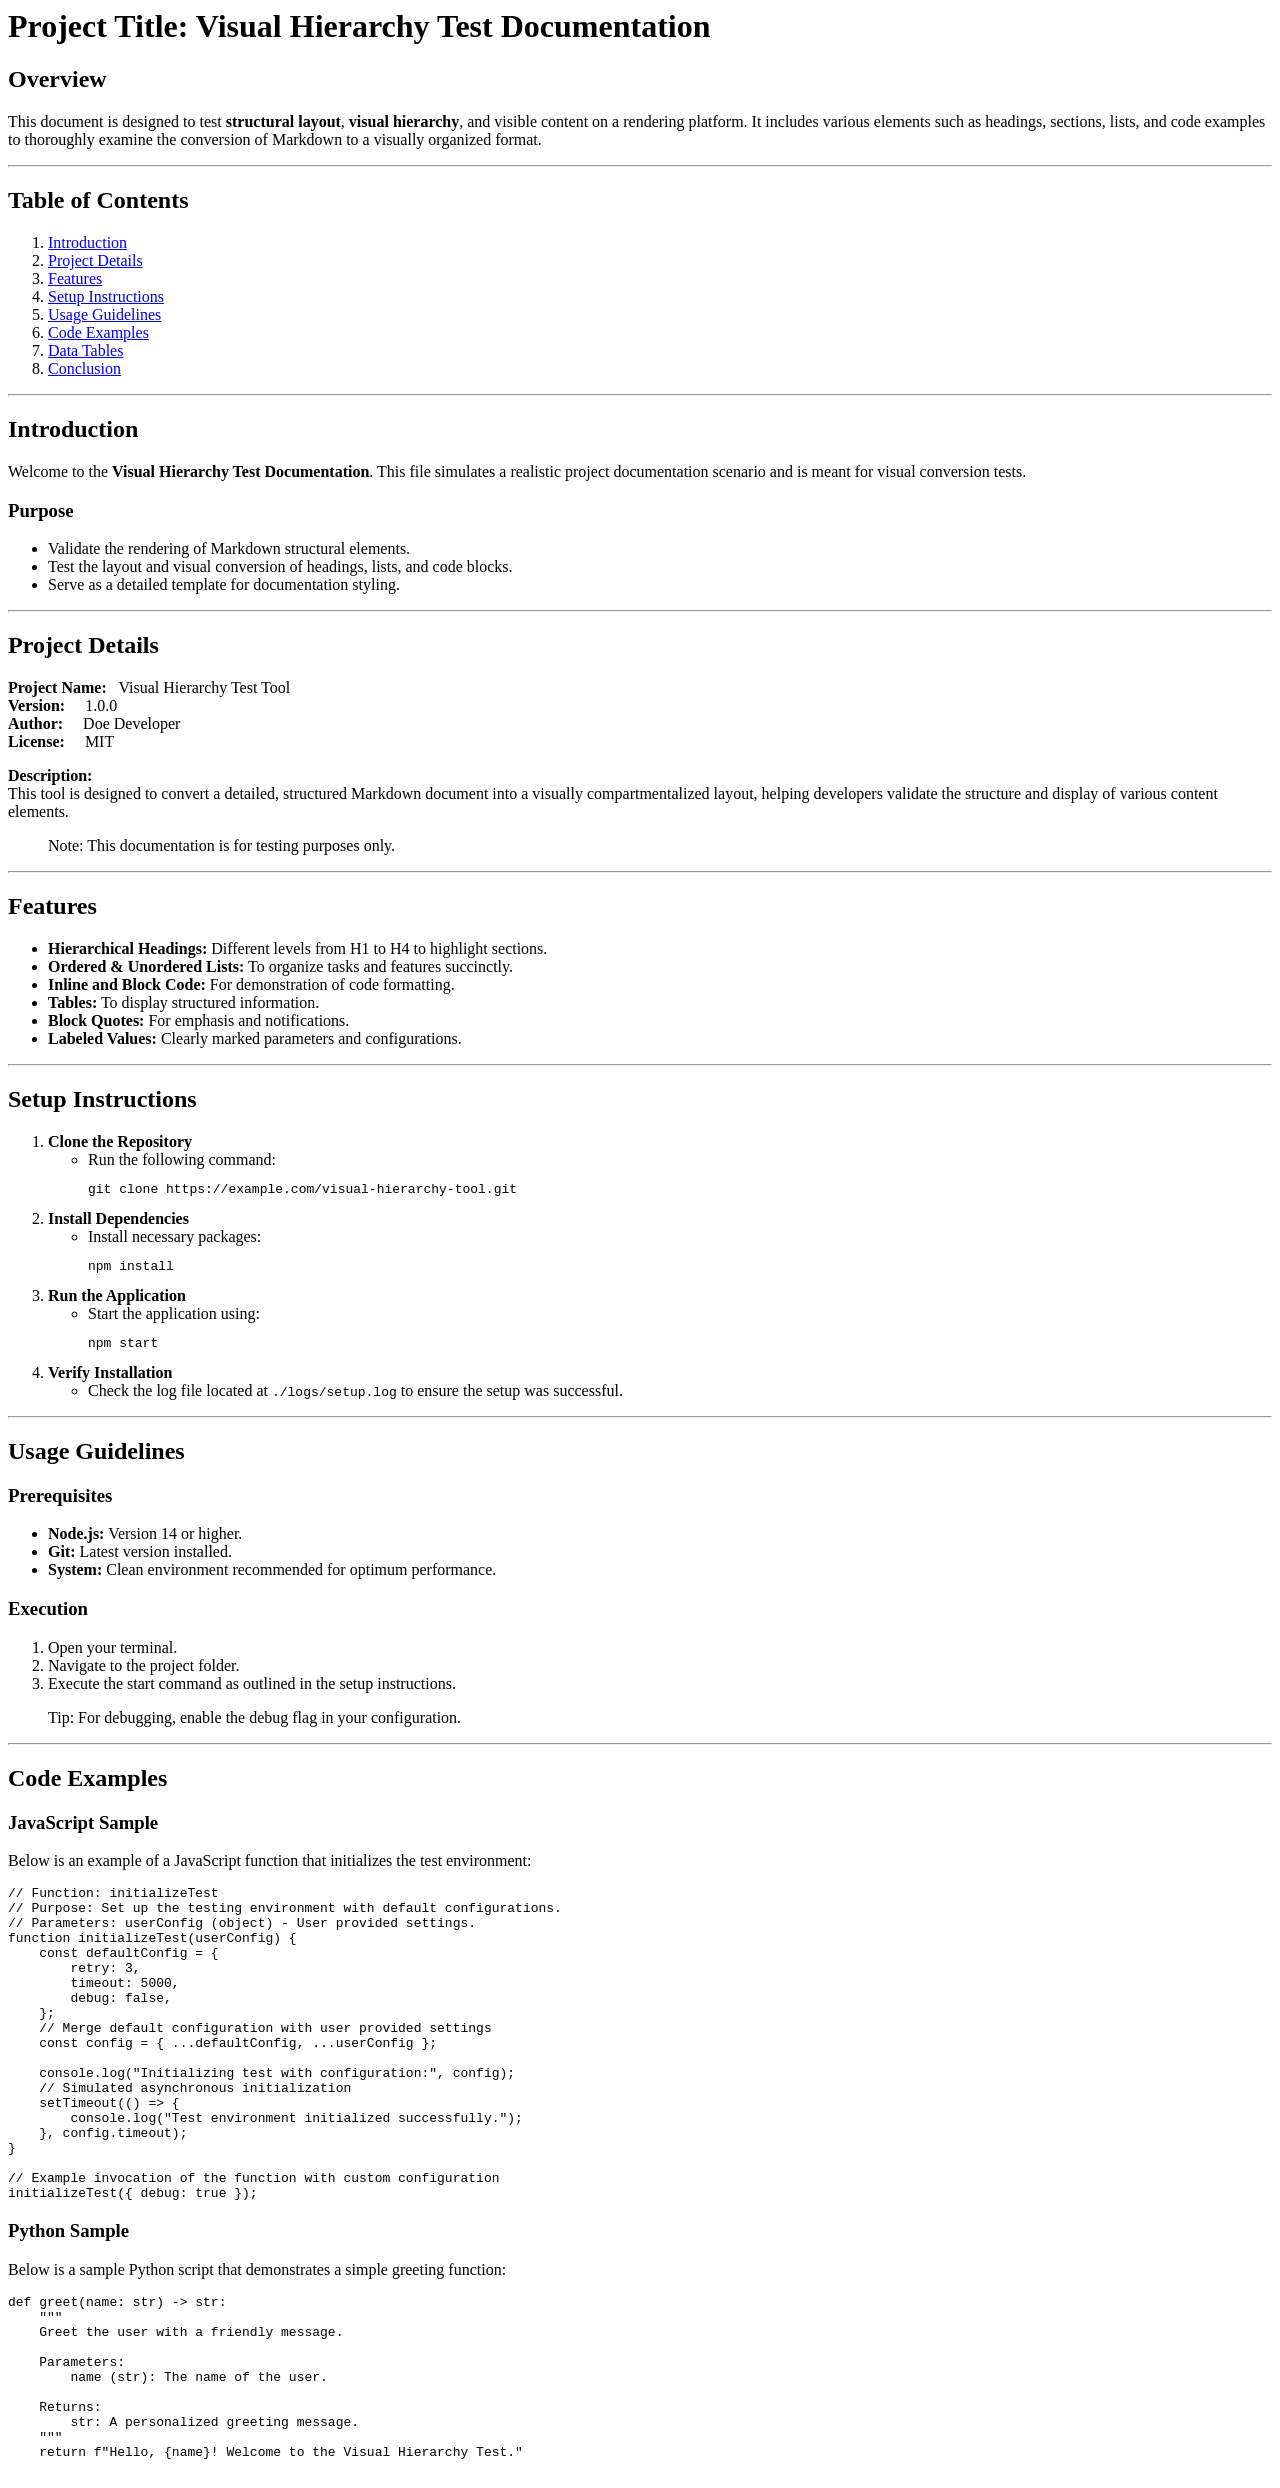 Project Title: Visual Hierarchy Test Documentation
Overview
This document is designed to test structural layout, visual hierarchy, and visible content on a rendering platform. It includes various elements such as headings, sections, lists, and code examples
to thoroughly examine the conversion of Markdown to a visually organized format.
Table of Contents
1. Introduction
2. Project Details
3. Features
4. Setup Instructions
5. Usage Guidelines
6. Code Examples
7. Data Tables
8. Conclusion
Introduction
Welcome to the Visual Hierarchy Test Documentation. This file simulates a realistic project documentation scenario and is meant for visual conversion tests.
Purpose
• Validate the rendering of Markdown structural elements.
• Test the layout and visual conversion of headings, lists, and code blocks.
• Serve as a detailed template for documentation styling.
Project Details
Project Name: Visual Hierarchy Test Tool
Version: 1.0.0
Author: Doe Developer
License: MIT
Description:
This tool is designed to convert a detailed, structured Markdown document into a visually compartmentalized layout, helping developers validate the structure and display of various content
elements.
Note: This documentation is for testing purposes only.
Features
• Hierarchical Headings: Different levels from H1 to H4 to highlight sections.
• Ordered & Unordered Lists: To organize tasks and features succinctly.
• Inline and Block Code: For demonstration of code formatting.
• Tables: To display structured information.
• Block Quotes: For emphasis and notifications.
• Labeled Values: Clearly marked parameters and configurations.
Setup Instructions
1. Clone the Repository
◦ Run the following command:
git clone https://example.com/visual-hierarchy-tool.git
2. Install Dependencies
◦ Install necessary packages:
npm install
3. Run the Application
◦ Start the application using:
npm start
4. Verify Installation
◦ Check the log file located at ./logs/setup.log to ensure the setup was successful.
Usage Guidelines
Prerequisites
• Node.js: Version 14 or higher.
• Git: Latest version installed.
• System: Clean environment recommended for optimum performance.
Execution
1. Open your terminal.
2. Navigate to the project folder.
3. Execute the start command as outlined in the setup instructions.
Tip: For debugging, enable the debug flag in your configuration.
Code Examples
JavaScript Sample
Below is an example of a JavaScript function that initializes the test environment:
// Function: initializeTest
// Purpose: Set up the testing environment with default configurations.
// Parameters: userConfig (object) - User provided settings.
function initializeTest(userConfig) {
    const defaultConfig = {
        retry: 3,
        timeout: 5000,
        debug: false,
    };
    // Merge default configuration with user provided settings
    const config = { ...defaultConfig, ...userConfig };

    console.log("Initializing test with configuration:", config);
    // Simulated asynchronous initialization
    setTimeout(() => {
        console.log("Test environment initialized successfully.");
    }, config.timeout);
}

// Example invocation of the function with custom configuration
initializeTest({ debug: true });
Python Sample
Below is a sample Python script that demonstrates a simple greeting function:
def greet(name: str) -> str:
    """
    Greet the user with a friendly message.

    Parameters:
        name (str): The name of the user.

    Returns:
        str: A personalized greeting message.
    """
    return f"Hello, {name}! Welcome to the Visual Hierarchy Test."